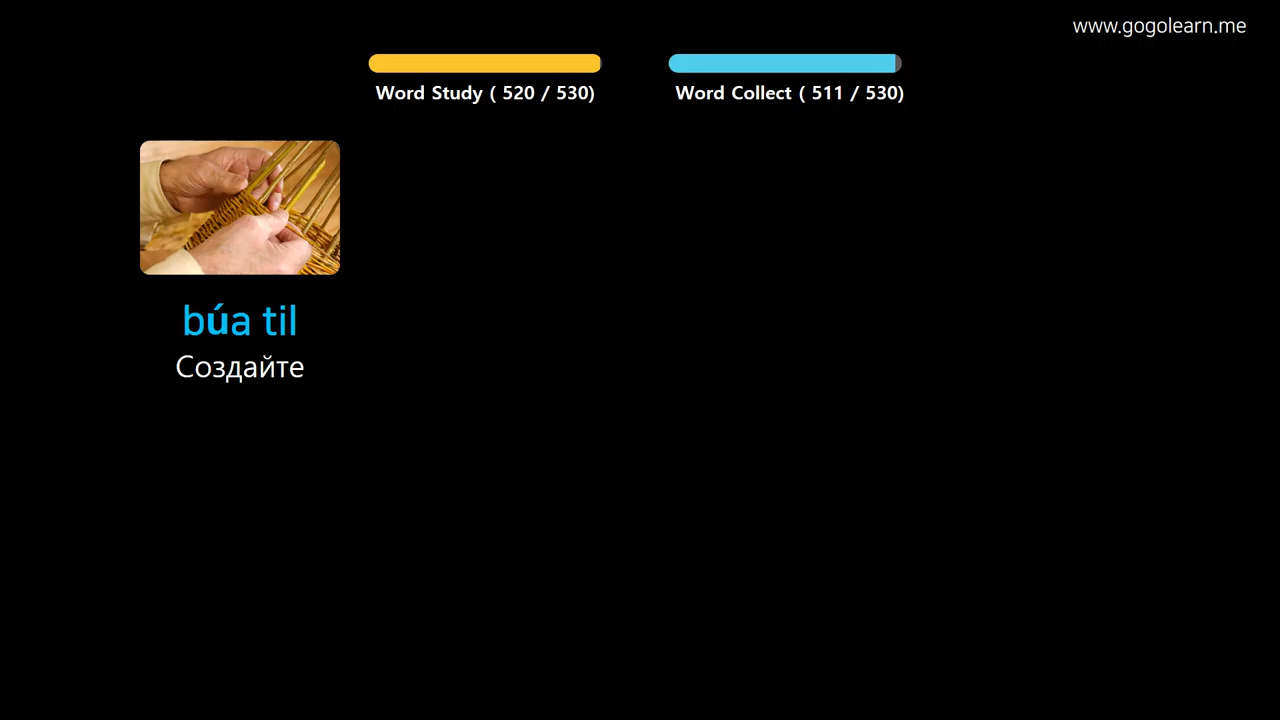 www.gogolearn.me
Word Study ( 520 / 530)
Word Collect ( 511 / 530)
búa til
Создайте